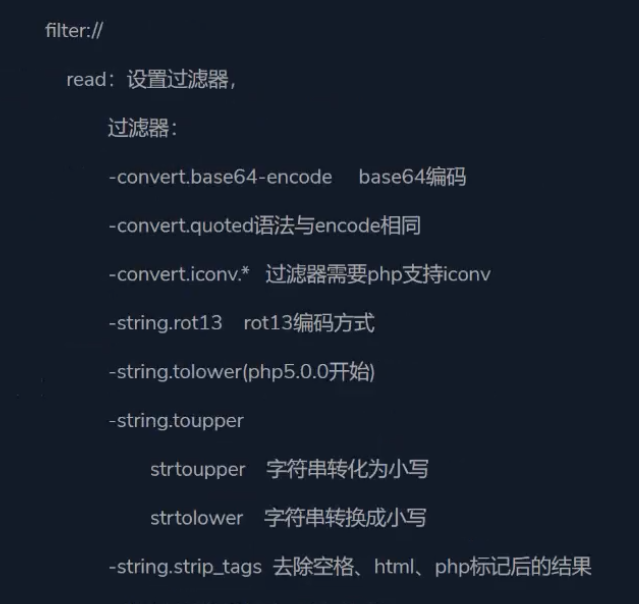 filter://
read：设置过滤器，
过滤器：
-convert.base64-encode base64编码
-convert.quoted语法与encode相同
-convert.iconv.* 过滤器需要php支持iconv
-string.rot13 rot13编码方式
-string.tolower(php5.0.0开始)
-string.toupper
strtoupper 字符串转化为小写
strtolower 字符串转换成小写
-string.strip_tags 去除空格、html、php标记后的结果